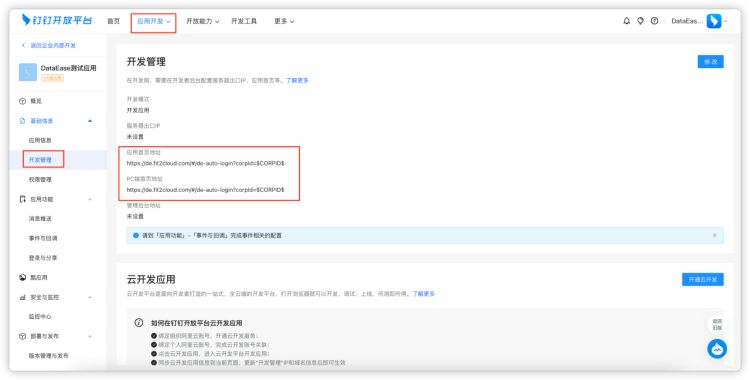 钉钉开放平台
首页
应用开发
开放能力
开发工具
更多
DataEas...
返回企业内部开发
DataEase测试应用
概览
基础信息
应用信息
开发管理
权限管理
应用功能
消息推送
事件与回调
登录与分享
酷应用
安全与监控
监控中心
部署与发布
版本管理与发布
开发管理
修改
在开发前，需要在开发者后台配置服务器出口IP，应用首页等。了解更多
开发模式
开发应用
服务器出口IP
未设置
应用首页地址
https://de.fit2cloud.com/#/de-auto-login?corpId=$CORPID$
PC端首页地址
https://de.fit2cloud.com/#/de-auto-login?corpId=$CORPID$
管理后台地址
未设置
请到「应用功能」-「事件与回调」完成事件相关的配置
云开发应用
开通云开发
云开发平台是面向开发者打造的一站式、全云端的开发平台，打开浏览器就可以开发、调试、上线，所测即所得。了解更多
如何在钉钉开放平台云开发应用
绑定组织阿里云账号，开通云开发服务；
绑定个人阿里云账号，完成云开发账号关联；
点击云开发应用，进入云开发平台开发应用；
同步云开发应用信息到当前页面，更新"开发管理"IP和域名信息后即可生效
返回
旧版